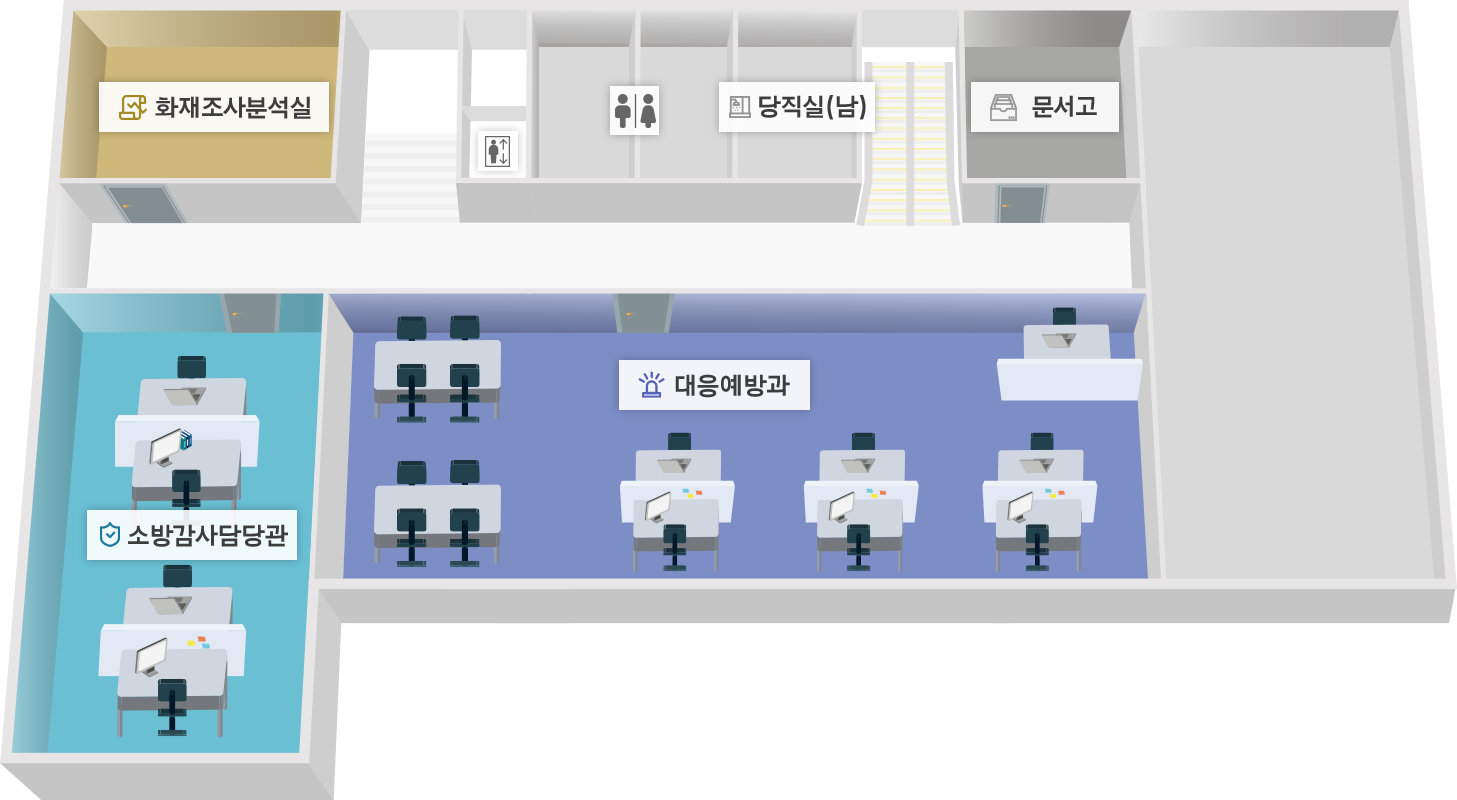 화재조사분석실
당직실(남)
문서고
대응예방과
소방감사담당관